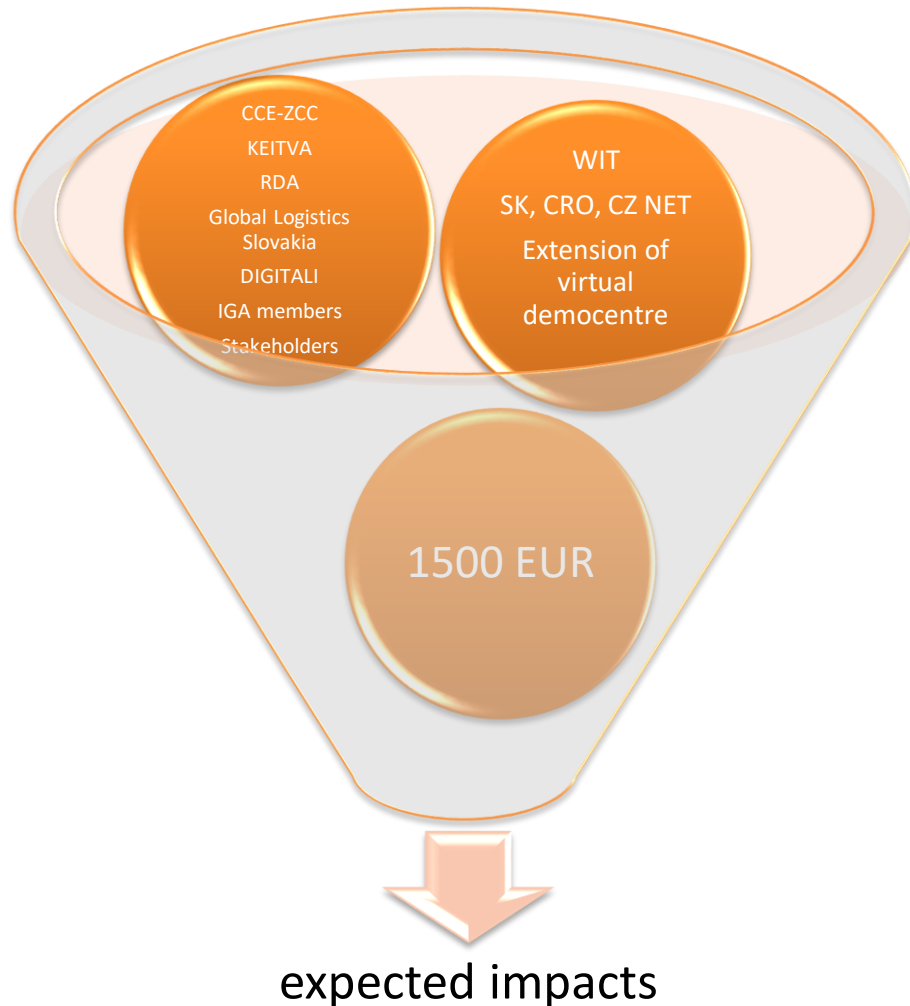 CCE-ZCC
KEITVA
RDA
Global Logistics
Slovakia
DIGITALI
IGA members
Stakeholders
WIT
SK, CRO, CZ NET
Extension of
virtual
democentre
1500 EUR
expected impacts